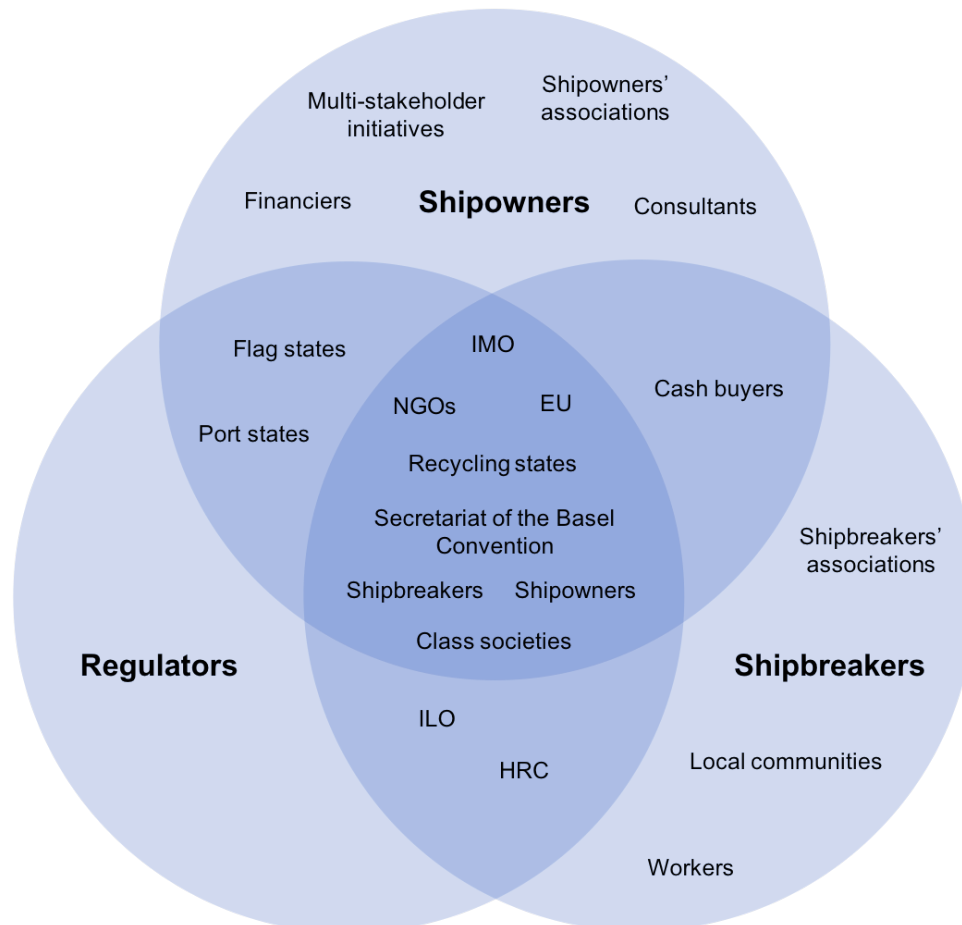 Shipowners’
associations
Multi-stakeholder
initiatives
Financiers
Shipowners
Consultants
Flag states
IMO
Cash buyers
NGOs
EU
Port states
Recycling states
Secretariat of the Basel
Convention
Shipbreakers’
associations
Shipbreakers
Shipowners
Class societies
Regulators
Shipbreakers
ILO
HRC
Local communities
Workers